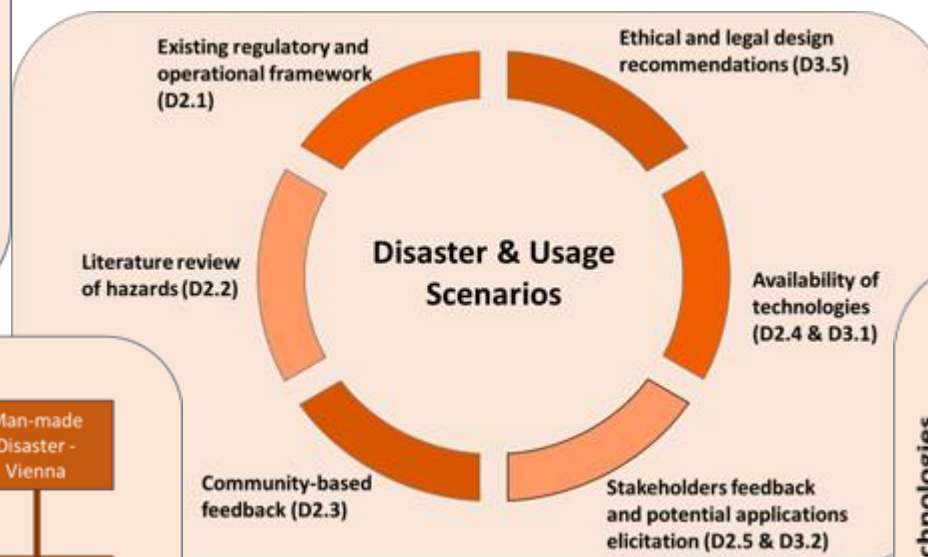 Existing regulatory and
operational framework
(D2.1)
Ethical and legal design
recommendations (D3.5)
Literature review
of hazards (D2.2)
Disaster & Usage
Scenarios
Availability of
technologies
(D2.4 & D3.1)
Man-made
Disaster -
Vienna
Community-based
feedback (D2.3)
Stakeholders feedback
and potential applications
elicitation (D2.5 & D3.2)